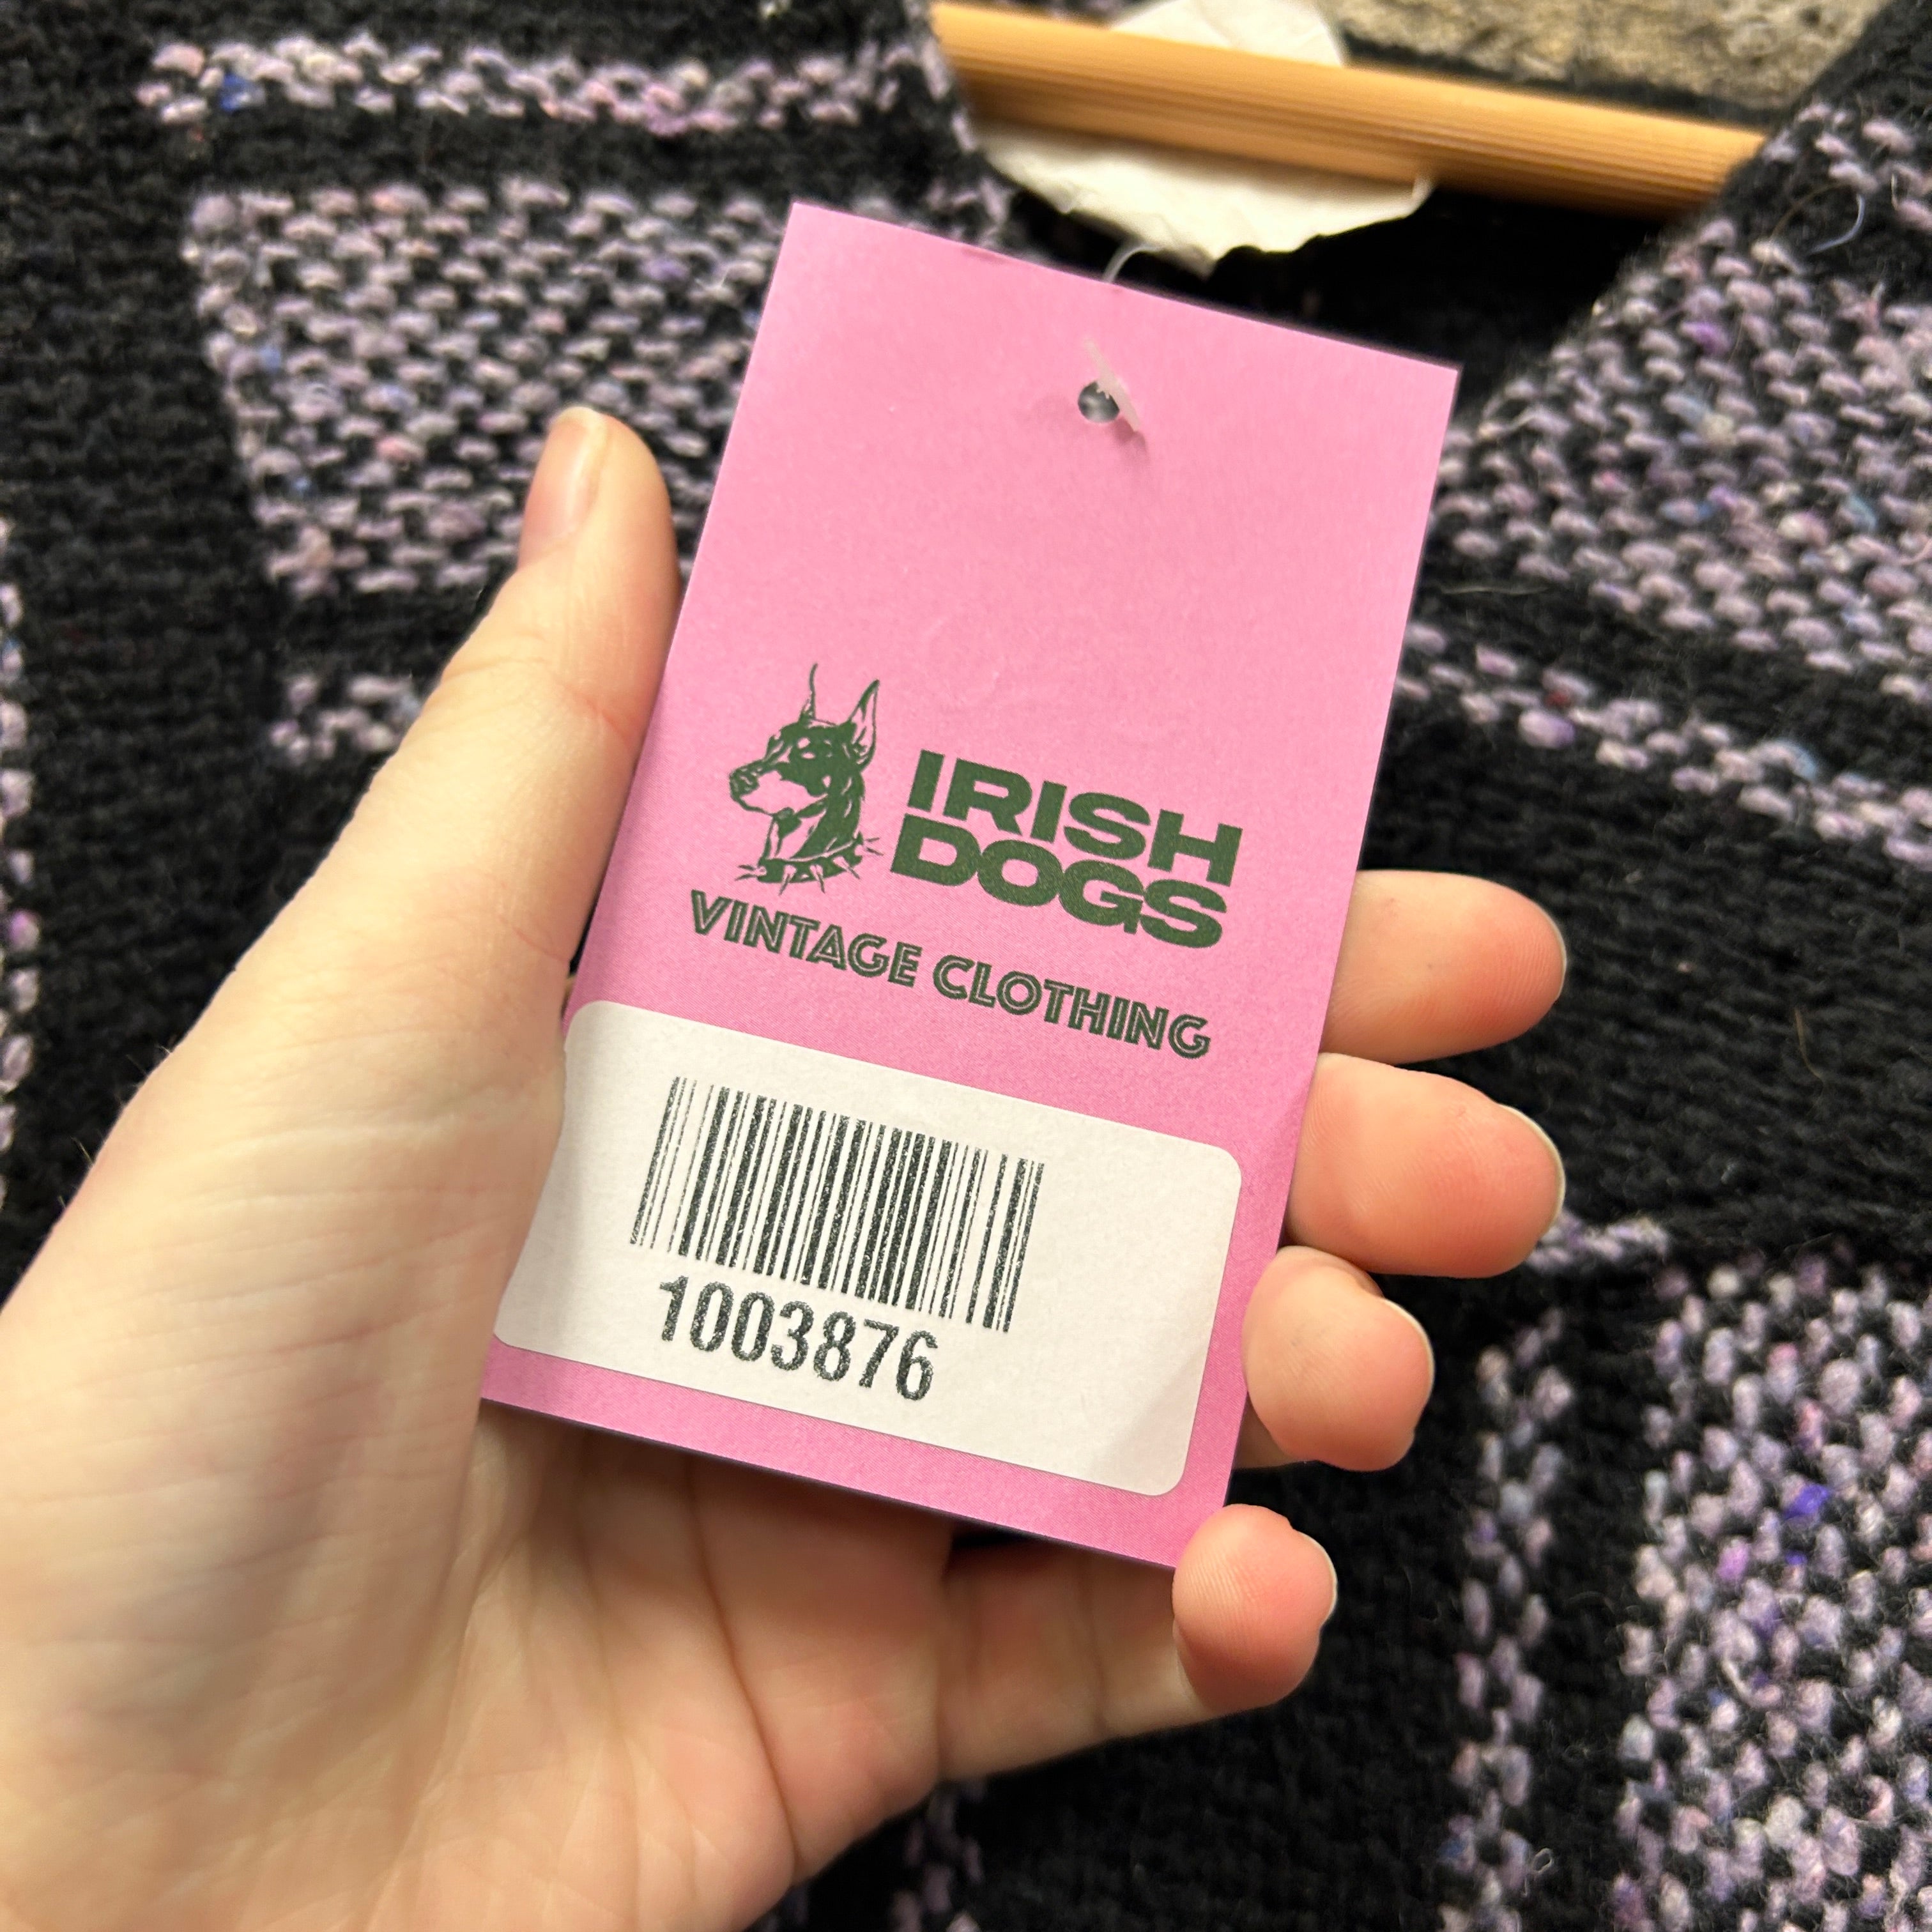 IRISH
DOGS
VINTAGE CLOTHING
1003876